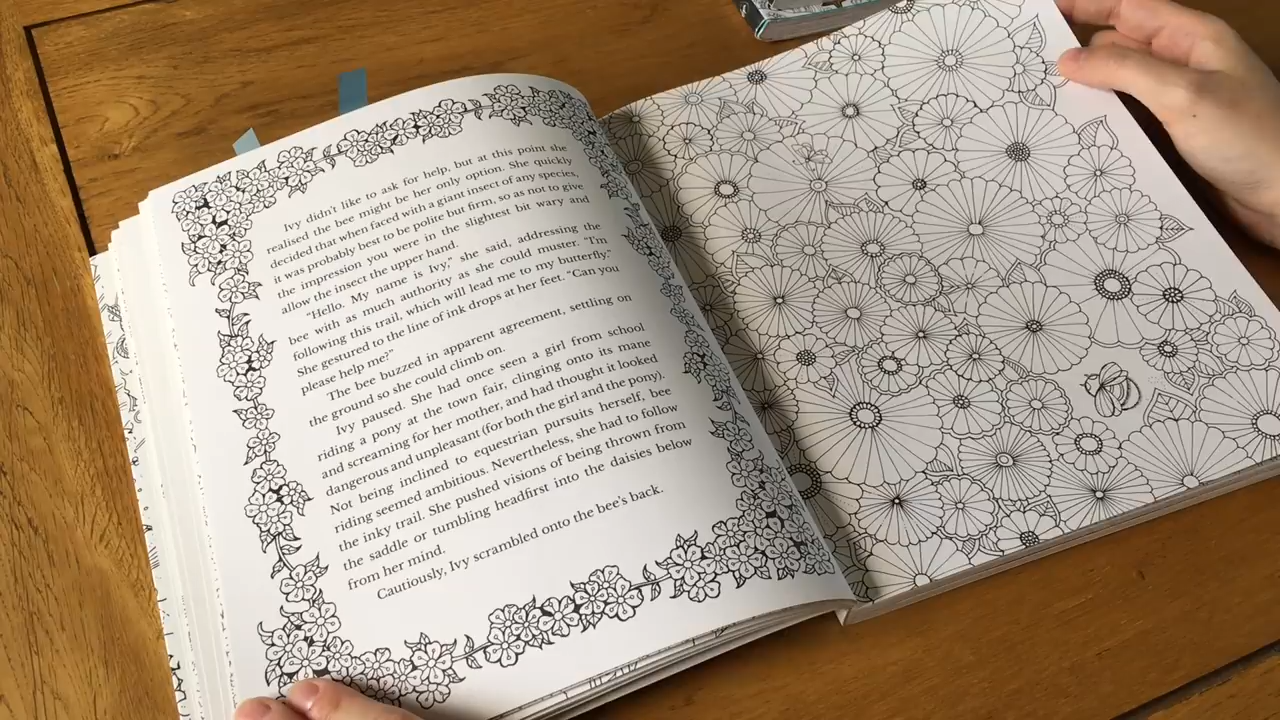 Ivy didn't like to ask for help, but at this point she
realised the bee might be her only option. She quickly
decided that when faced with a giant insect of any species,
it was probably best to be polite but firm, so as not to give
the impression you were in the slightest bit wary and
allow the insect the upper hand.
"Hello. My name is Ivy," she said, addressing the
bee with as much authority as she could muster. "I'm
following this trail, which will lead me to my butterfly."
She gestured to the line of ink drops at her feet. "Can you
please help me?"
The bee buzzed in apparent agreement, settling on
the ground so she could climb on.
Ivy paused. She had once seen a girl from school
riding a pony at the town fair, clinging onto its mane
and screaming for her mother, and had thought it looked
dangerous and unpleasant (for both the girl and the pony).
Not being inclined to equestrian pursuits herself, bee
riding seemed ambitious. Nevertheless, she had to follow
the inky trail. She pushed visions of being thrown from
the saddle or tumbling headfirst into the daisies below
from her mind.
Cautiously, Ivy scrambled onto the bee's back.